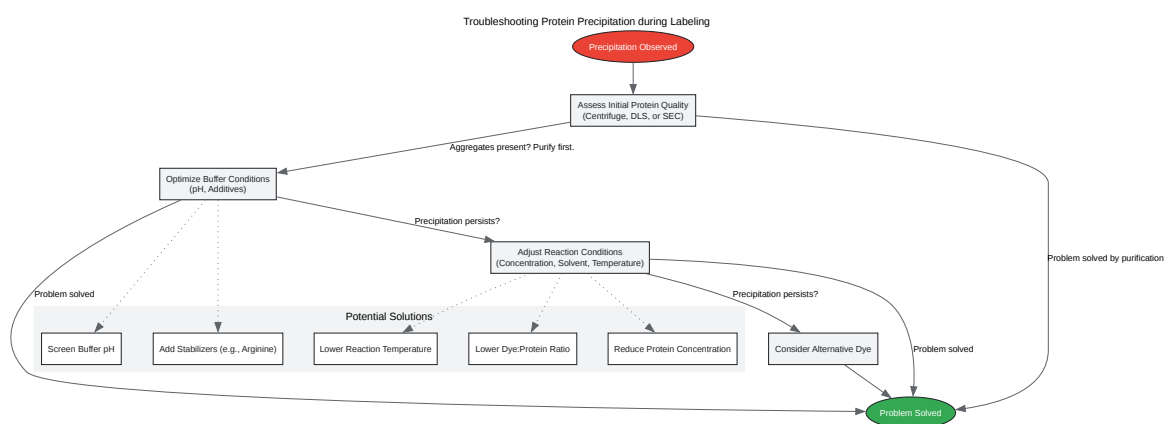 Troubleshooting Protein Precipitation during Labeling
Precipitation Observed
Assess Initial Protein Quality
(Centrifuge, DLS, or SEC)
Aggregates present? Purify first.
Optimize Buffer Conditions
(pH, Additives)
Precipitation persists?
Adjust Reaction Conditions
(Concentration, Solvent, Temperature)
Problem solved by purification
Problem solved
Precipitation persists?
Potential Solutions
Screen Buffer pH
Add Stabilizers (e.g., Arginine)
Lower Reaction Temperature
Lower Dye:Protein Ratio
Reduce Protein Concentration
Consider Alternative Dye
Problem solved
Problem Solved